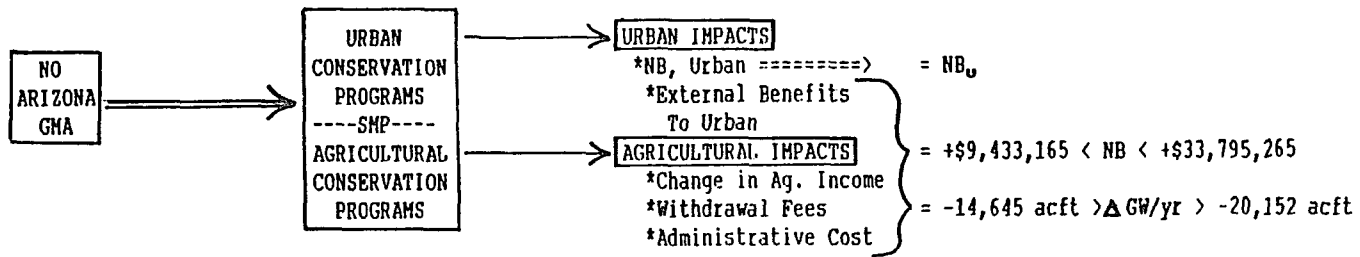 NO
ARIZONA
GMA
URBAN
CONSERVATION
PROGRAMS
----SMP----
AGRICULTURAL
CONSERVATION
PROGRAMS
URBAN IMPACTS
*NB, Urban =========> = NBu
*External Benefits
To Urban
AGRICULTURAL IMPACTS
*Change in Ag. Income
*Withdrawal Fees
*Administrative Cost
= +$9,433,165 < NB < +$33,795,265
= -14,645 acft >Δ GW/yr > -20,152 acft